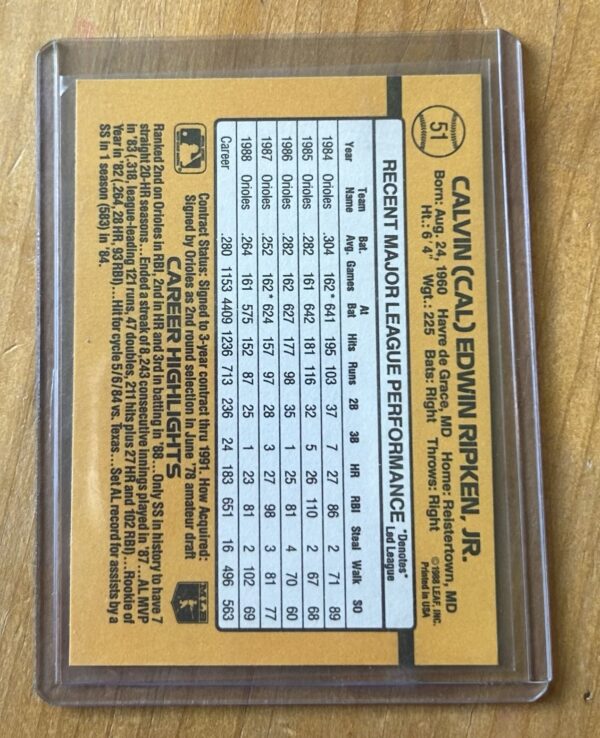 51
CALVIN (CAL) EDWIN RIPKEN, JR.
Born: Aug. 24, 1960 Havre de Grace, MD Home: Reistertown, MD
Ht.: 6'4" Wgt.: 225 Bats: Right Throws: Right
©1988 LEAF, INC.
Printed in USA
RECENT MAJOR LEAGUE PERFORMANCE
*Denotes*
Led League
Year Team Name Bat. Avg. Games At Bat Hits Runs 2B 3B HR RBI Steal Walk SO
1984 Orioles .304 162* 641 195 103 37 7 27 86 2 71 89
1985 Orioles .282 161 642 181 116 32 5 26 110 2 67 68
1986 Orioles .282 162 627 177 98 35 1 25 81 4 70 60
1987 Orioles .252 162* 624 157 97 28 3 27 98 3 81 77
1988 Orioles .264 161 575 152 87 25 1 23 81 2 102 69
Career .280 1153 4409 1236 713 236 24 183 651 16 496 563
Contract Status: Signed to 3-year contract thru 1991. How Acquired:
Signed by Orioles as 2nd round selection in June '78 amateur draft
CAREER HIGHLIGHTS
Ranked 2nd on Orioles in RBI, 2nd in HR and 3rd in batting in '88...Only SS in history to have 7
straight 20-HR seasons...Ended a streak of 8,243 consecutive innings played in '87...AL MVP
in '83 (.318, league-leading 121 runs, 47 doubles, 211 hits plus 27 HR and 102 RBI)...Rookie of
Year in '82 (.264, 28 HR, 93 RBI)...Hit for cycle 5/6/84 vs. Texas...Set AL record for assists by a
SS in 1 season (583) in '84.